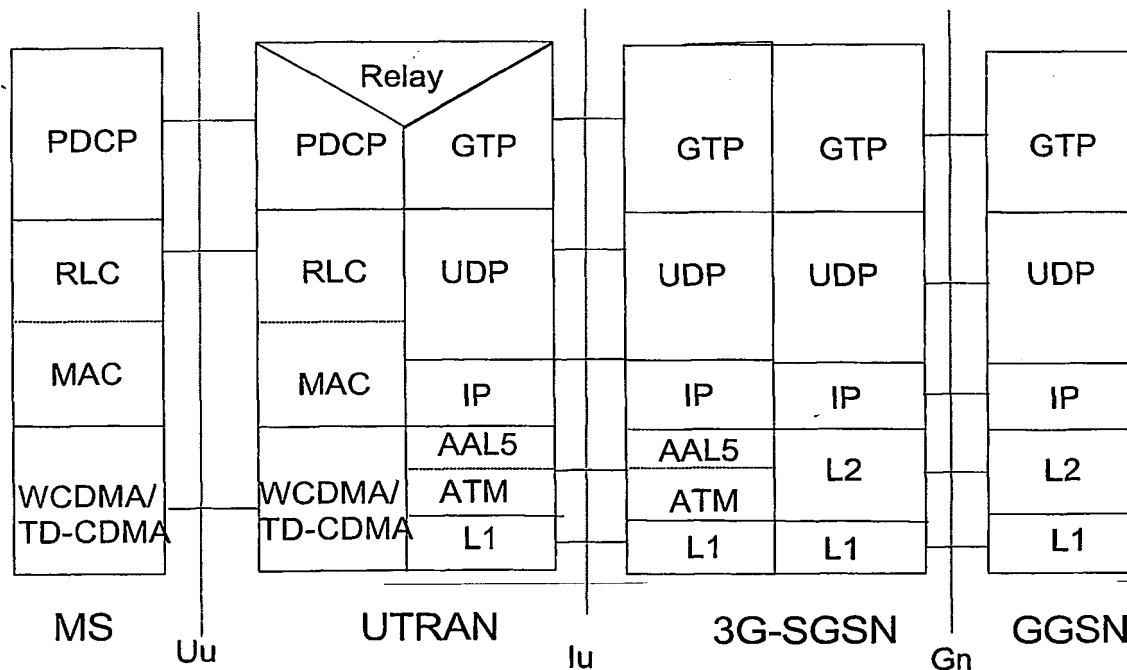 Relay
PDCP
PDCP
GTP
GTP
GTP
GTP
RLC
RLC
UDP
UDP
UDP
UDP
MAC
MAC
IP
IP
IP
IP
AAL5
AAL5
L2
L2
WCDMA/
TD-CDMA
WCDMA/
TD-CDMA
ATM
ATM
L1
L1
L1
L1
MS
UTRAN
3G-SGSN
GGSN
Uu
Iu
Gn